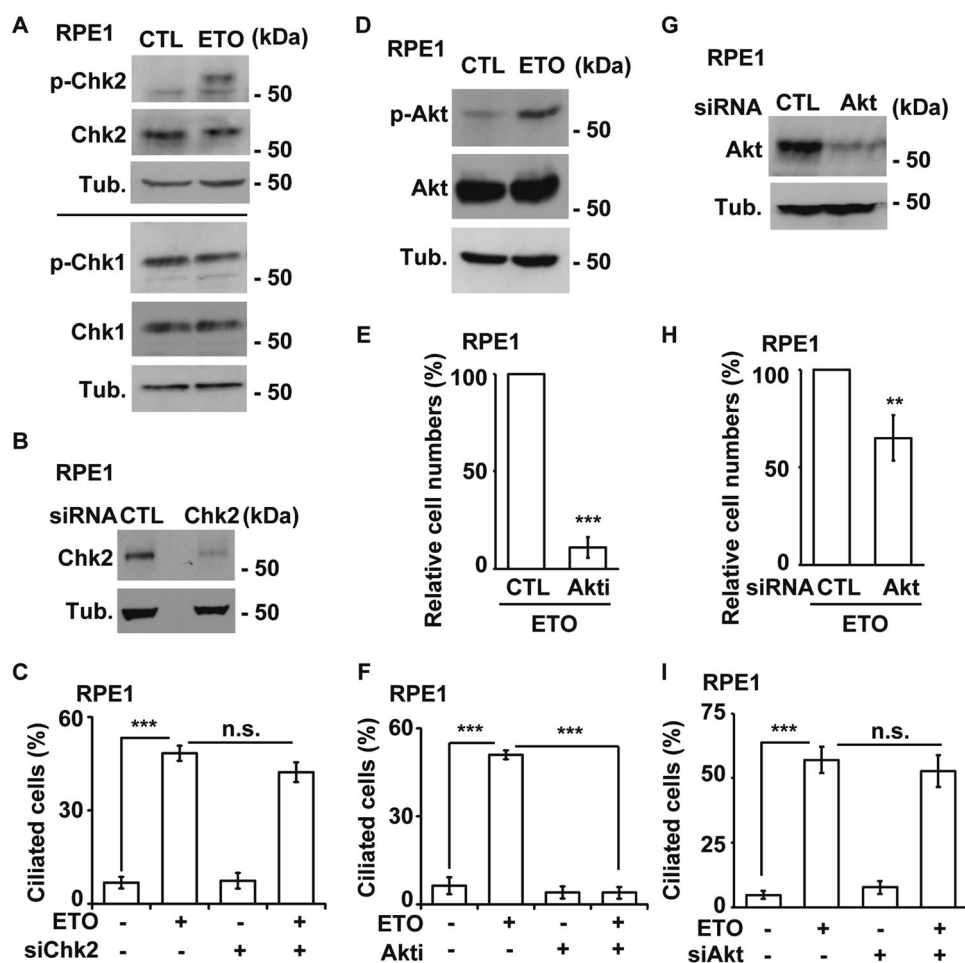 A
RPE1
CTL ETO (kDa)
p-Chk2
- 50
Chk2
- 50
Tub.
- 50
p-Chk1
- 50
Chk1
- 50
Tub.
- 50
B
RPE1
siRNA CTL Chk2 (kDa)
Chk2
- 50
Tub.
- 50
C
RPE1
Ciliated cells (%)
60
30
0
***
n.s.
ETO - + - +
siChk2 - - + +
D
RPE1
CTL ETO (kDa)
p-Akt
- 50
Akt
- 50
Tub.
- 50
E
RPE1
Relative cell numbers (%)
100
50
0
***
CTL Akti
ETO
F
RPE1
Ciliated cells (%)
60
30
0
***
***
ETO - + - +
Akti - - + +
G
RPE1
siRNA CTL Akt (kDa)
Akt
- 50
Tub.
- 50
H
RPE1
Relative cell numbers (%)
100
50
0
**
siRNA CTL Akt
ETO
I
RPE1
Ciliated cells (%)
75
50
25
0
***
n.s.
ETO - + - +
siAkt - - + +